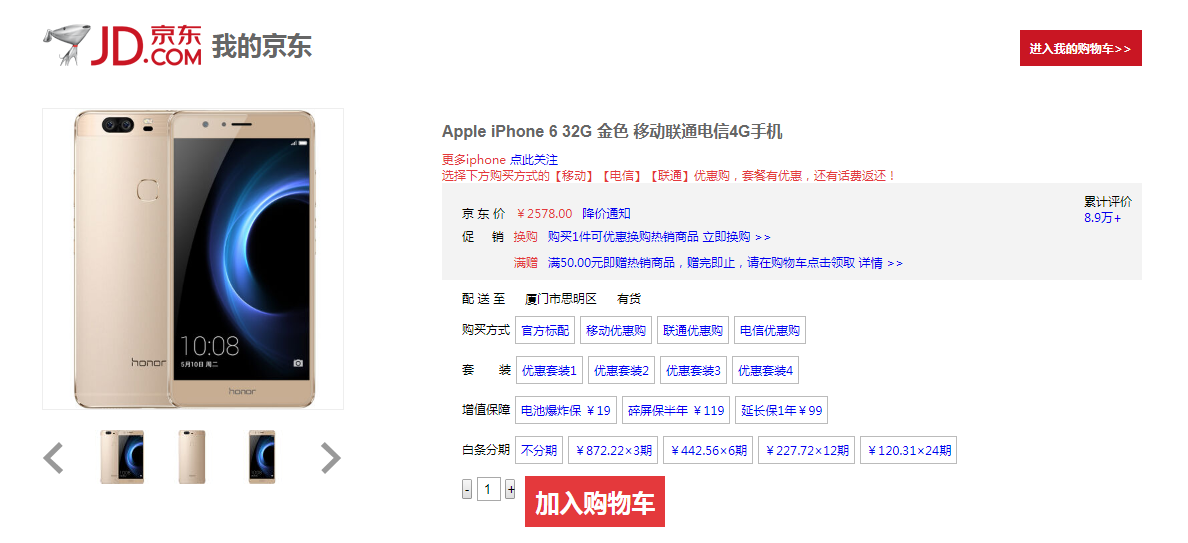 JD.COM 京东 我的京东
进入我的购物车>>
Apple iPhone 6 32G 金色 移动联通电信4G手机
更多iphone 点此关注
选择下方购买方式的【移动】【电信】【联通】优惠购，套餐有优惠，还有话费返还！
累计评价
8.9万+
京 东 价 ￥2578.00 降价通知
促 销 换购 购买1件可优惠换购热销商品 立即换购 >>
满赠 满50.00元即赠热销商品，赠完即止，请在购物车点击领取 详情 >>
配 送 至 厦门市思明区 有货
购买方式 官方标配 移动优惠购 联通优惠购 电信优惠购
套 装 优惠套装1 优惠套装2 优惠套装3 优惠套装4
增值保障 电池爆炸保 ￥19 碎屏保半年 ￥119 延长保1年￥99
白条分期 不分期 ￥872.22×3期 ￥442.56×6期 ￥227.72×12期 ￥120.31×24期
- 1 + 加入购物车
honor
10:08
5月10日 周二
honor